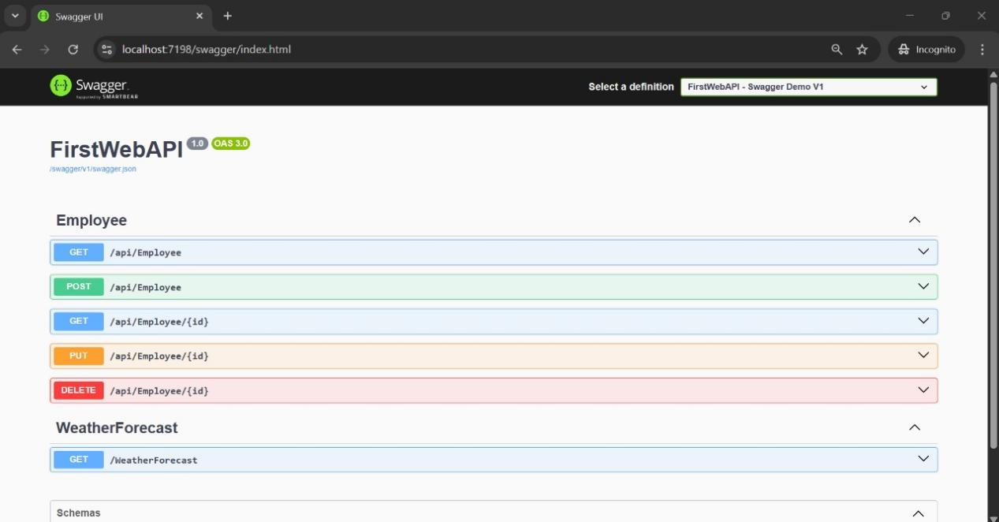 Swagger UI
localhost:7198/swagger/index.html
Incognito
Swagger
Supported by SMARTBEAR
Select a definition
FirstWebAPI - Swagger Demo V1
FirstWebAPI 1.0 OAS 3.0
/swagger/v1/swagger.json
Employee
GET /api/Employee
POST /api/Employee
GET /api/Employee/{id}
PUT /api/Employee/{id}
DELETE /api/Employee/{id}
WeatherForecast
GET /WeatherForecast
Schemas